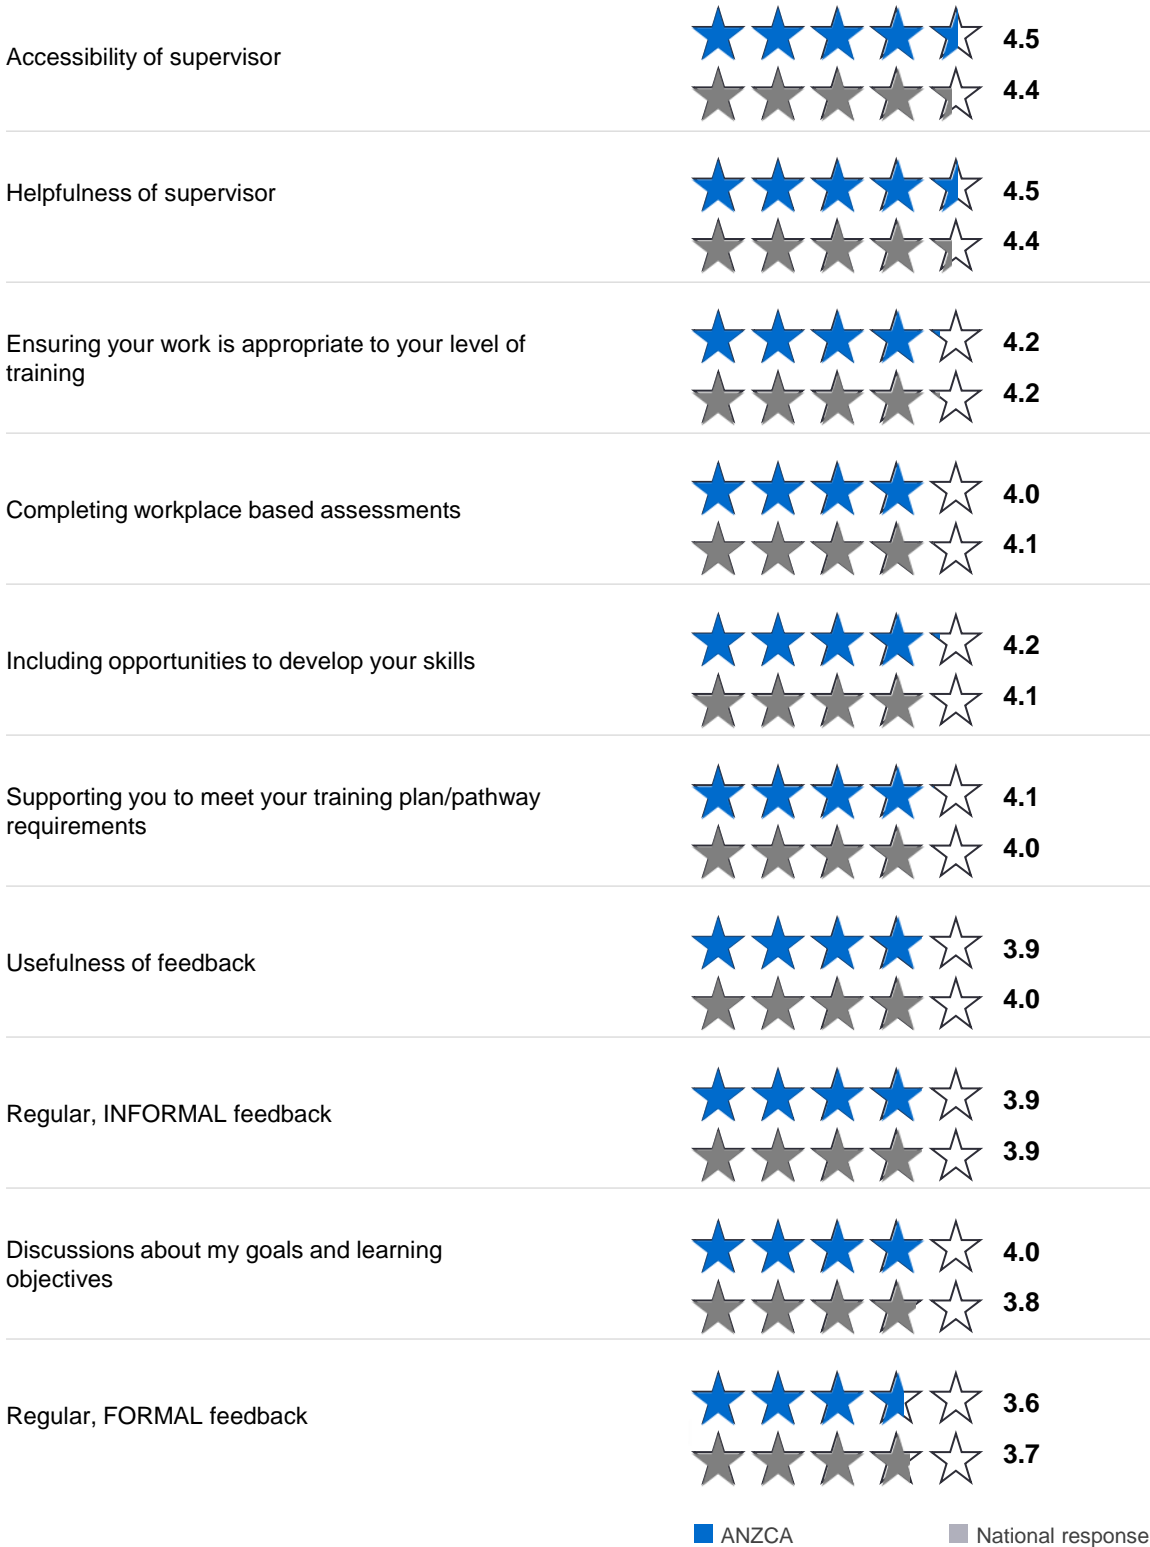 Accessibility of supervisor
4.5
4.4
Helpfulness of supervisor
4.5
4.4
Ensuring your work is appropriate to your level of
training
4.2
4.2
Completing workplace based assessments
4.0
4.1
Including opportunities to develop your skills
4.2
4.1
Supporting you to meet your training plan/pathway
requirements
4.1
4.0
Usefulness of feedback
3.9
4.0
Regular, INFORMAL feedback
3.9
3.9
Discussions about my goals and learning
objectives
4.0
3.8
Regular, FORMAL feedback
3.6
3.7
ANZCA
National response